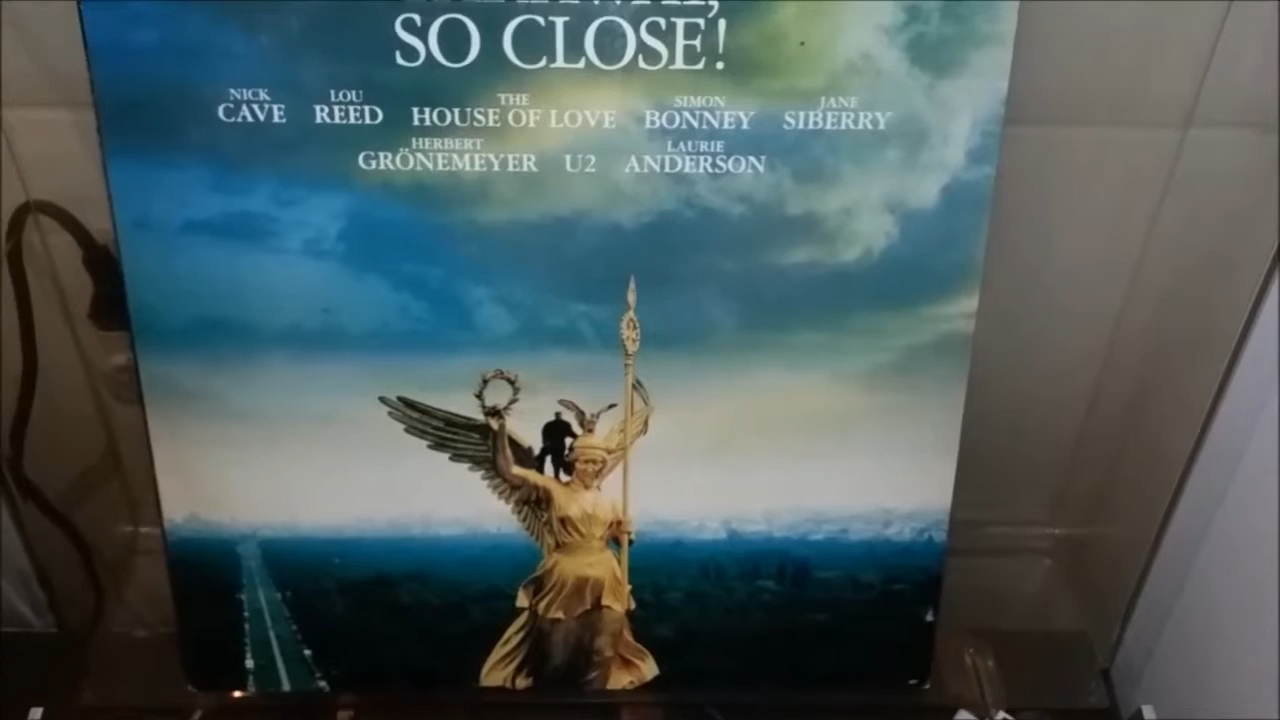 SO CLOSE!
NICK CAVE LOU REED THE HOUSE OF LOVE SIMON BONNEY JANE SIBERRY
HERBERT GRÖNEMEYER U2 LAURIE ANDERSON